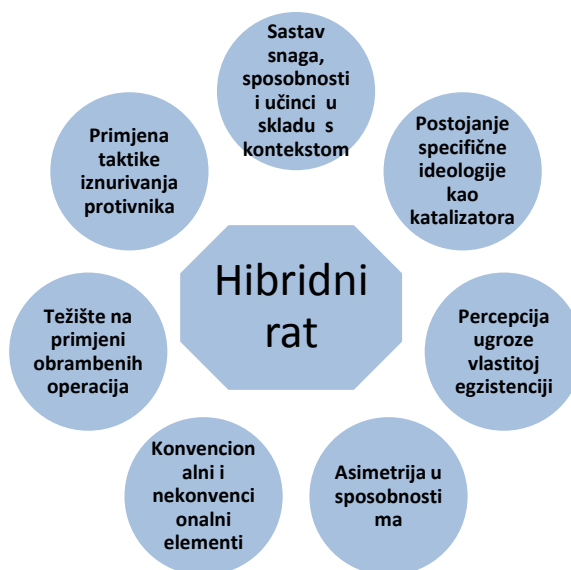 Sastav
snaga,
sposobnosti
i učinci u
skladu s
kontekstom
Postojanje
specifične
ideologije
kao
katalizatora
Percepcija
ugroze
vlastitoj
egzistenciji
Asimetrija u
sposobnosti
ma
Konvencion
alni i
nekonvenci
onalni
elementi
Težište na
primjeni
obrambenih
operacija
Primjena
taktike
iznurivanja
protivnika
Hibridni
rat